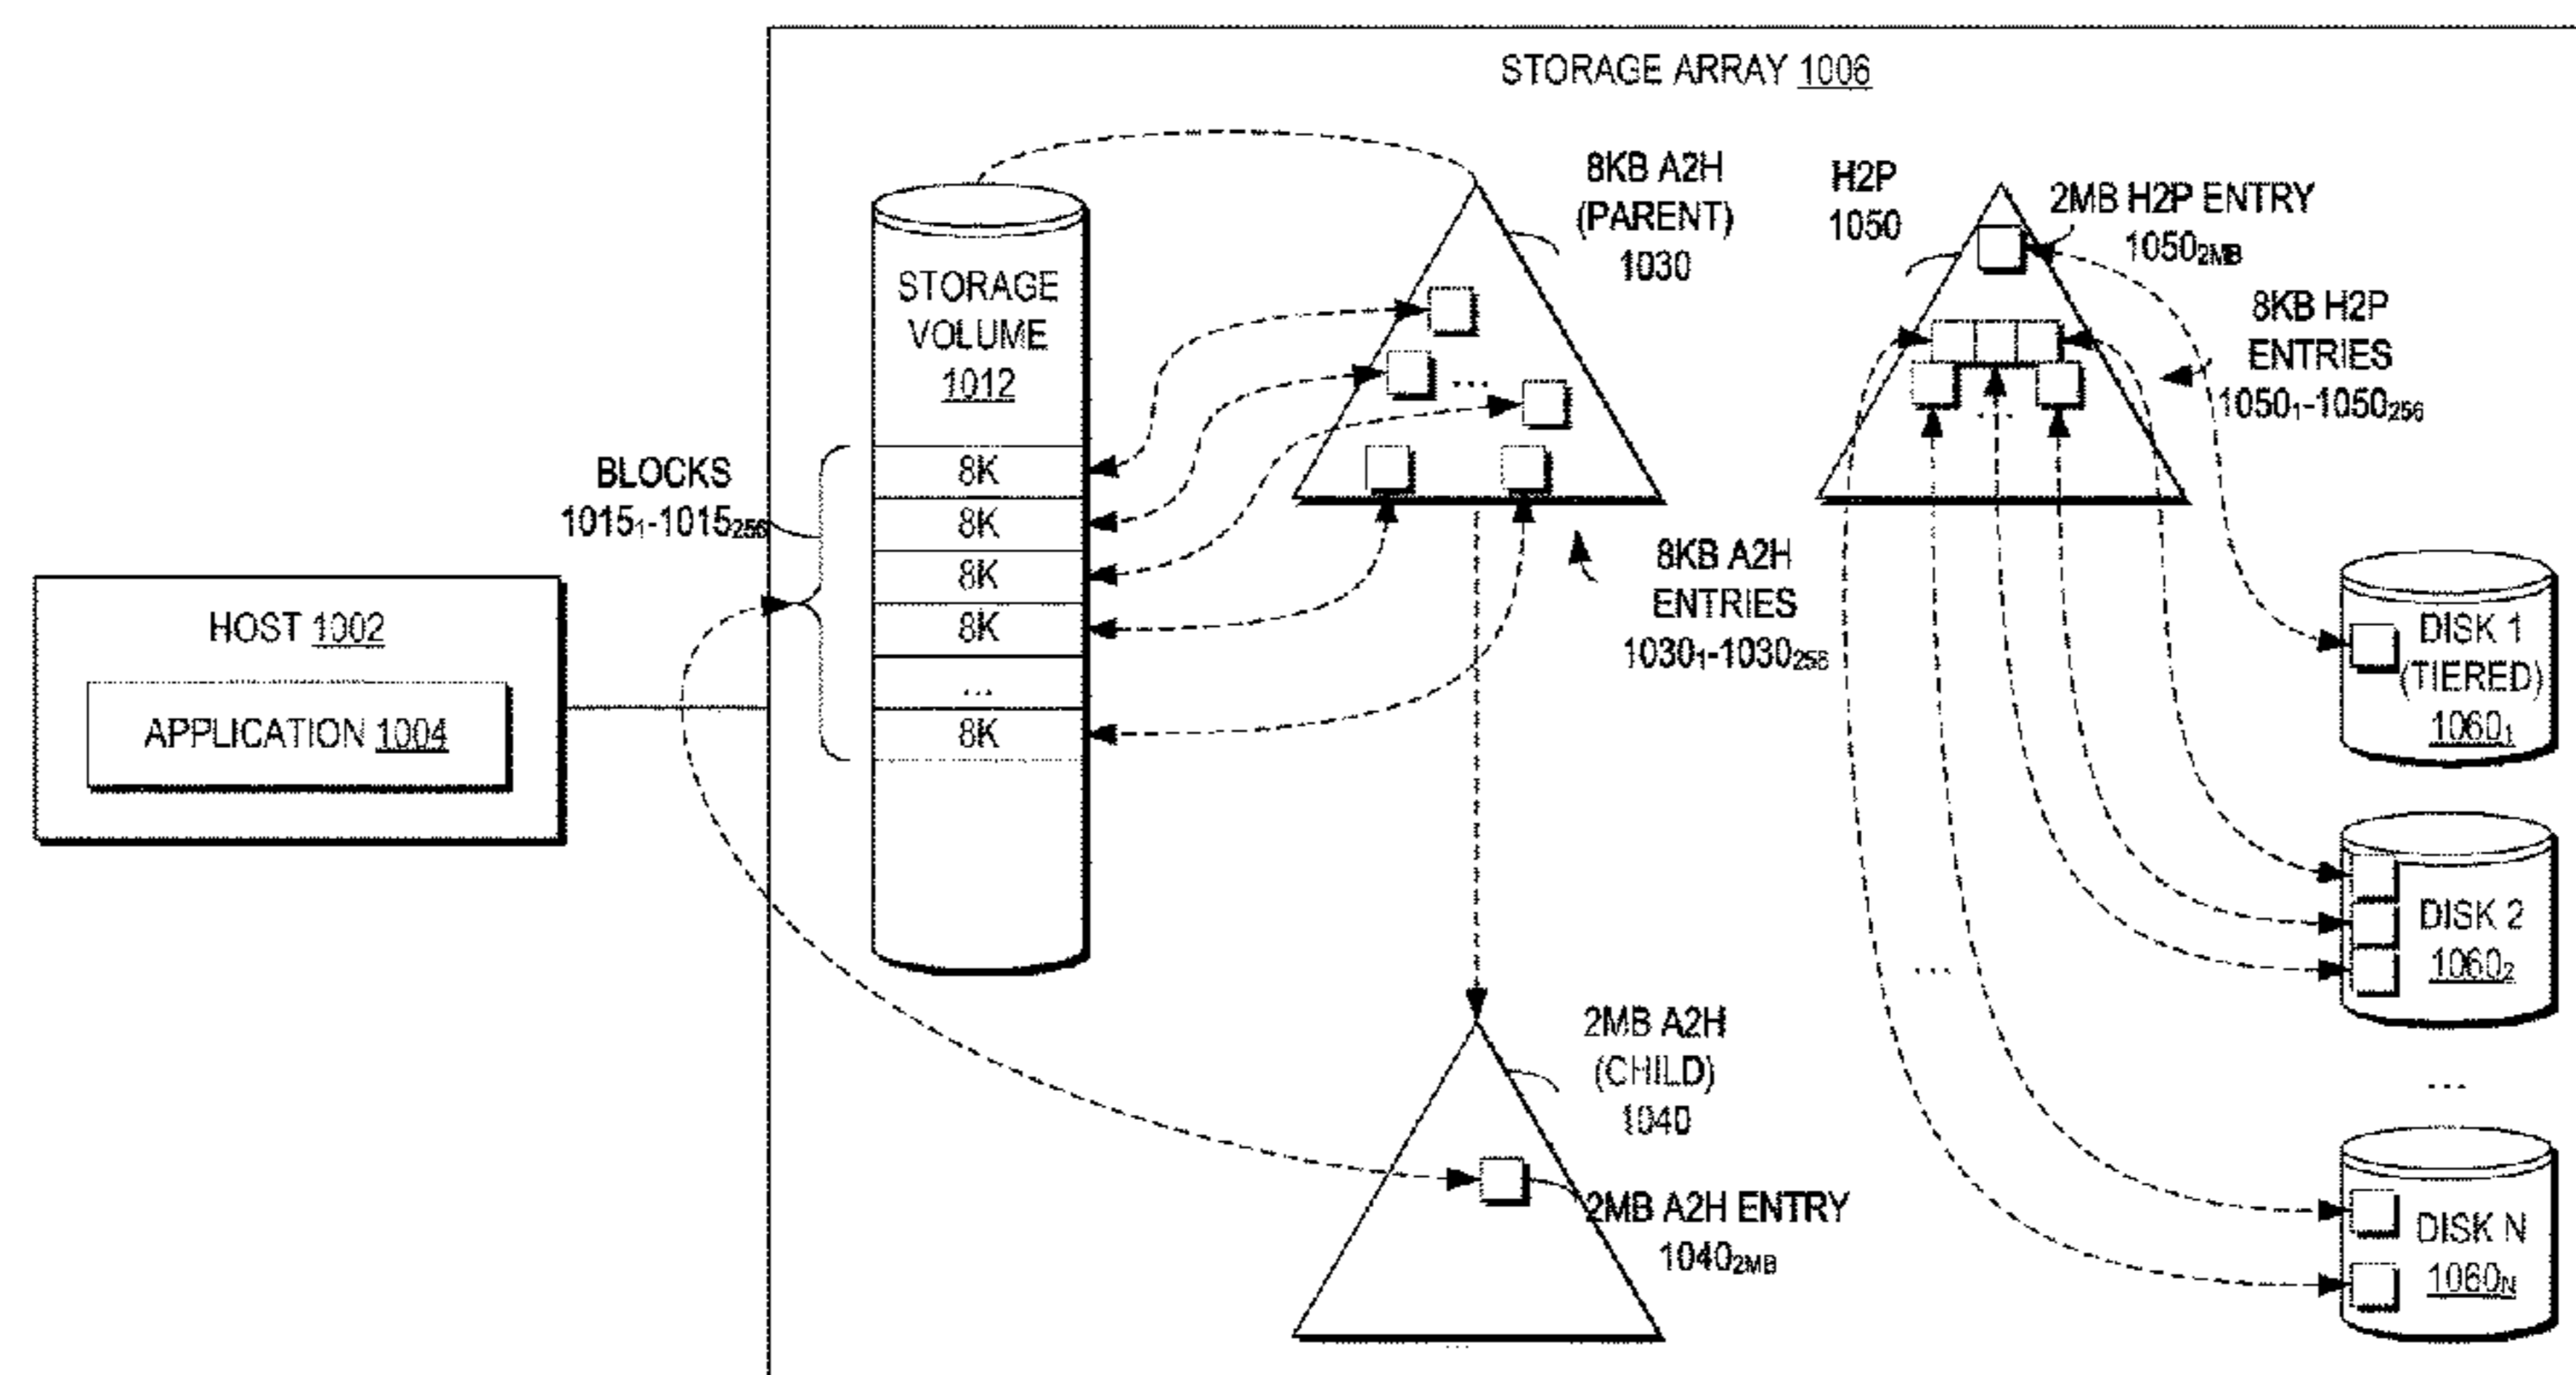 STORAGE ARRAY 1006
8KB A2H
(PARENT)
1030
H2P
1050
2MB H2P ENTRY
1050₂MB
8KB H2P
ENTRIES
1050₁-1050₂₅₆
STORAGE
VOLUME
1012
BLOCKS
1015₁-1015₂₅₆
8K
8K
8K
8K
...
8K
...
...
8KB A2H
ENTRIES
1030₁-1030₂₅₆
HOST 1002
APPLICATION 1004
DISK 1
(TIERED)
1060₁
DISK 2
1060₂
...
...
DISK N
1060N
2MB A2H
(CHILD)
1040
2MB A2H ENTRY
1040₂MB
...